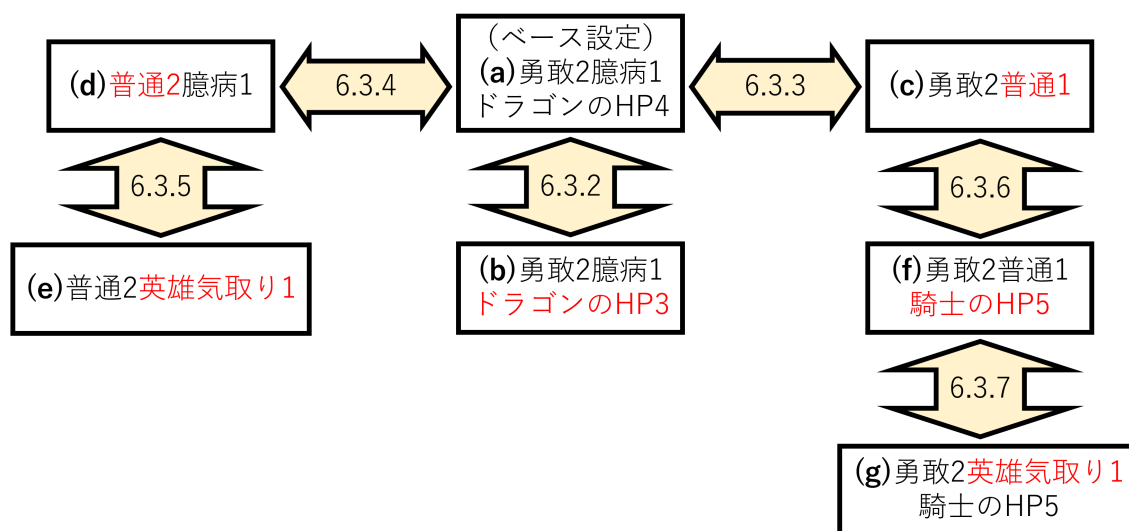 (ベース設定)
(d)普通2臆病1
6.3.4
(a)勇敢2臆病1
ドラゴンのHP4
6.3.3
(c)勇敢2普通1
6.3.5
6.3.2
6.3.6
(e)普通2英雄気取り1
(b)勇敢2臆病1
ドラゴンのHP3
(f)勇敢2普通1
騎士のHP5
6.3.7
(g)勇敢2英雄気取り1
騎士のHP5